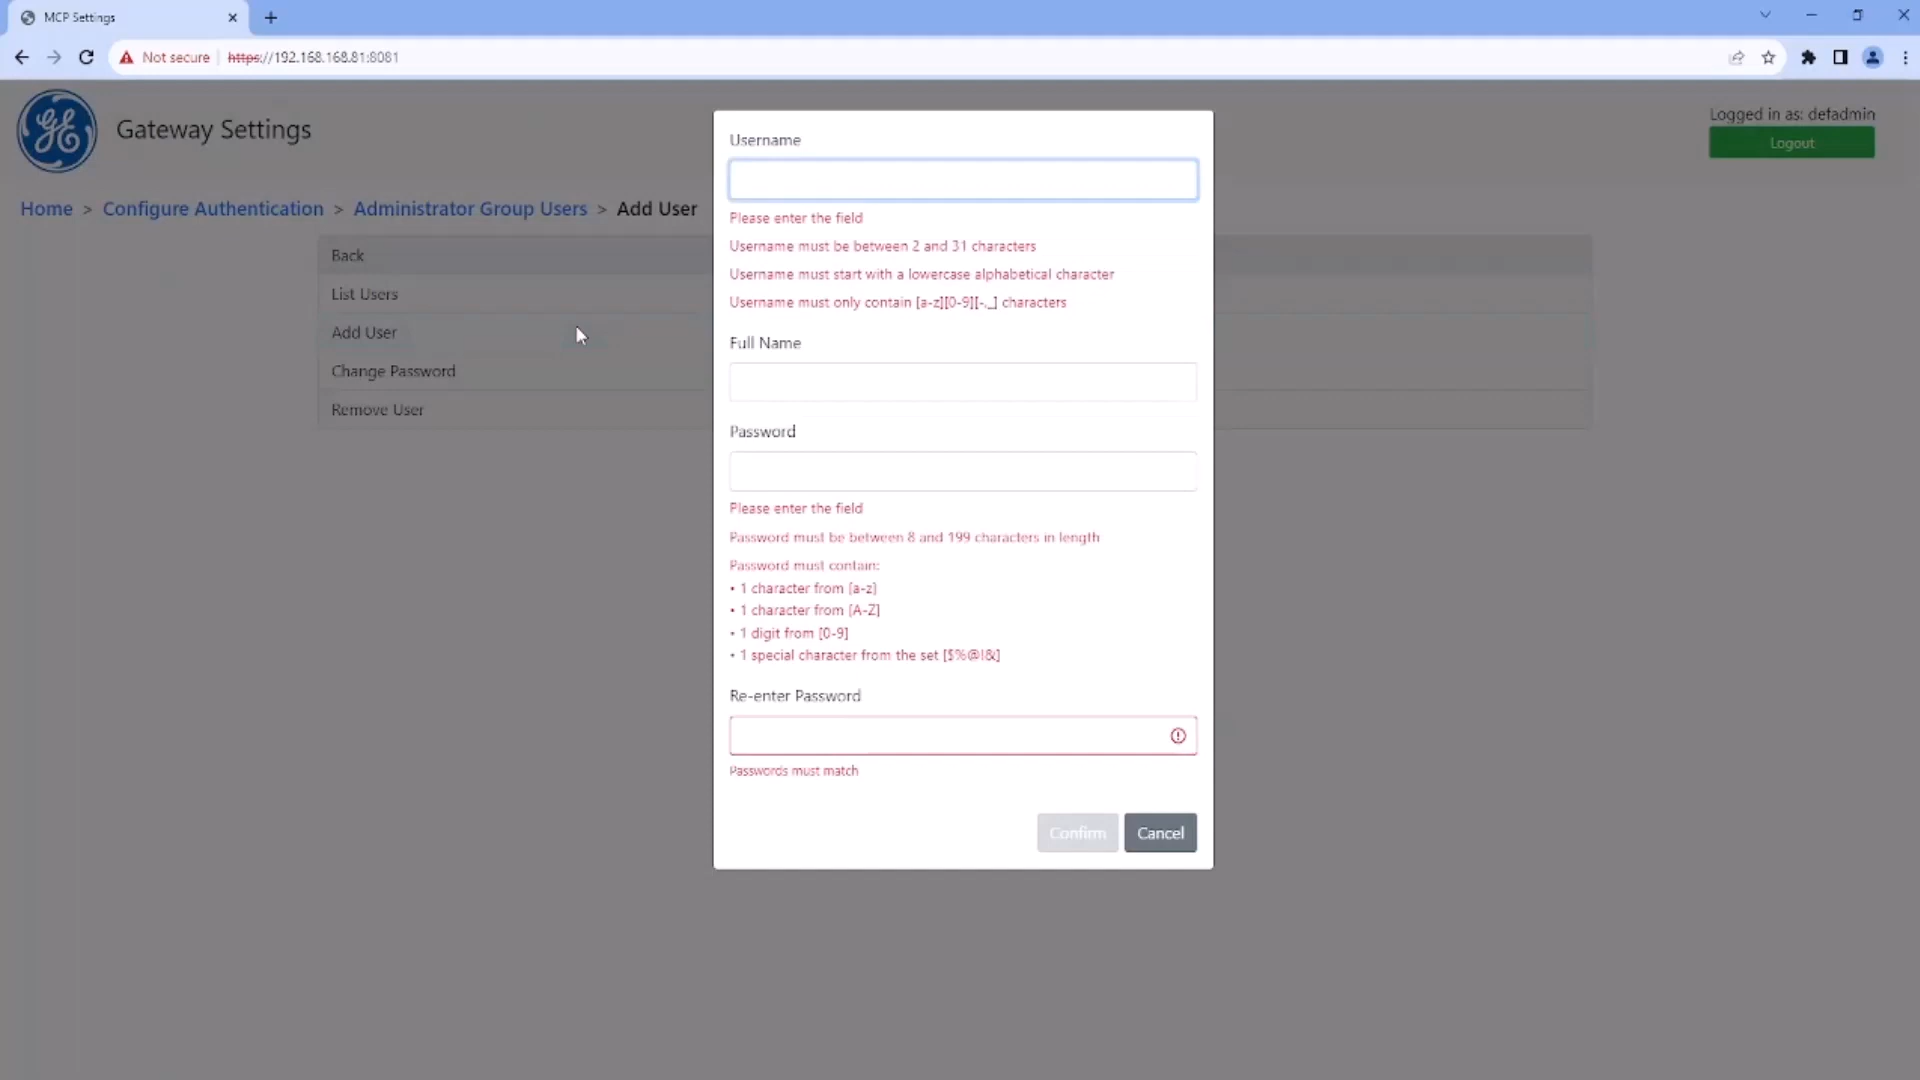 MCP Settings
Not secure https://192.168.168.81:8081
Gateway Settings
Logged in as: defadmin
Logout
Home > Configure Authentication > Administrator Group Users > Add User
Back
List Users
Add User
Change Password
Remove User
Username
Please enter the field
Username must be between 2 and 31 characters
Username must start with a lowercase alphabetical character
Username must only contain [a-z][0-9][-._] characters
Full Name
Password
Please enter the field
Password must be between 8 and 199 characters in length
Password must contain:
• 1 character from [a-z]
• 1 character from [A-Z]
• 1 digit from [0-9]
• 1 special character from the set [$%@!&]
Re-enter Password
Passwords must match
Confirm Cancel